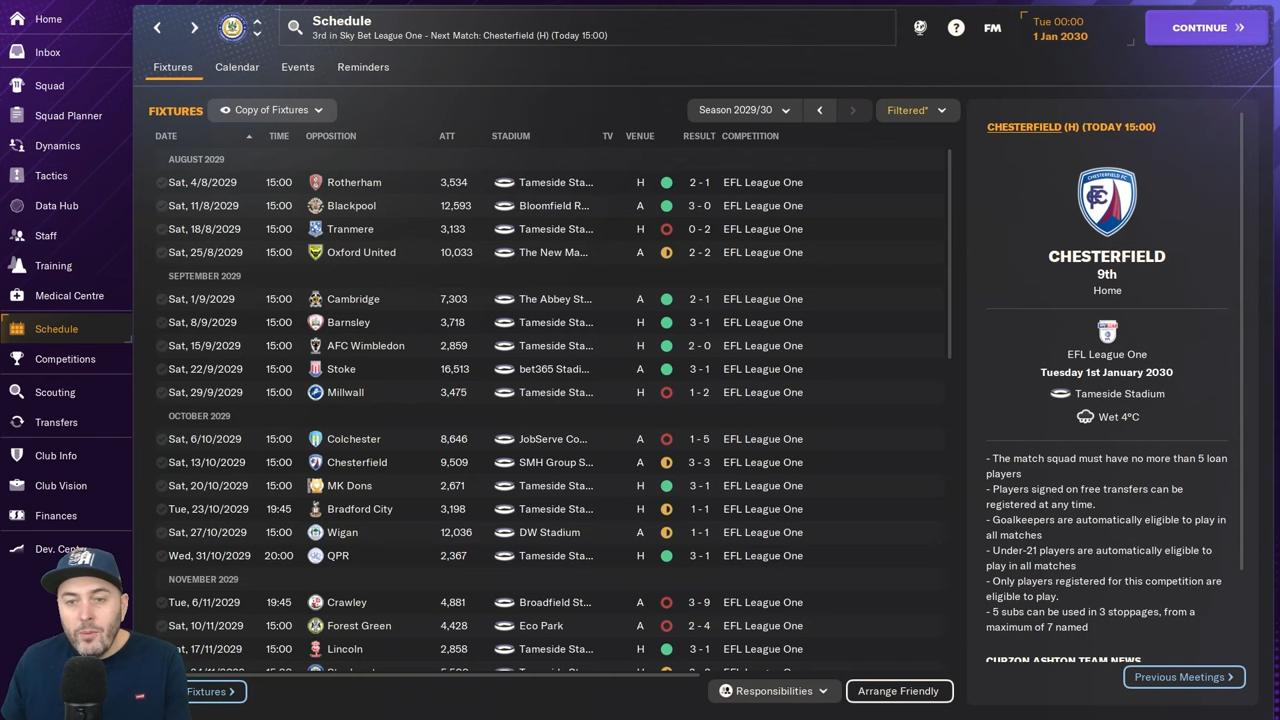 Home
Inbox
Squad
Squad Planner
Dynamics
Tactics
Data Hub
Staff
Training
Medical Centre
Schedule
Competitions
Scouting
Transfers
Club Info
Club Vision
Finances
Dev.
Schedule
3rd in Sky Bet League One - Next Match: Chesterfield (H) (Today 15:00)
? FM
Tue 00:00
1 Jan 2030
CONTINUE
Fixtures Calendar Events Reminders
FIXTURES Copy of Fixtures Season 2029/30 Filtered*
DATE TIME OPPOSITION ATT STADIUM TV VENUE RESULT COMPETITION
AUGUST 2029
Sat, 4/8/2029 15:00 Rotherham 3,534 Tameside Sta... H 2 - 1 EFL League One
Sat, 11/8/2029 15:00 Blackpool 12,593 Bloomfield R... A 3 - 0 EFL League One
Sat, 18/8/2029 15:00 Tranmere 3,133 Tameside Sta... H 0 - 2 EFL League One
Sat, 25/8/2029 15:00 Oxford United 10,033 The New Ma... A 2 - 2 EFL League One
SEPTEMBER 2029
Sat, 1/9/2029 15:00 Cambridge 7,303 The Abbey St... A 2 - 1 EFL League One
Sat, 8/9/2029 15:00 Barnsley 3,718 Tameside Sta... H 3 - 1 EFL League One
Sat, 15/9/2029 15:00 AFC Wimbledon 2,859 Tameside Sta... H 2 - 0 EFL League One
Sat, 22/9/2029 15:00 Stoke 16,513 bet365 Stadi... A 3 - 1 EFL League One
Sat, 29/9/2029 15:00 Millwall 3,475 Tameside Sta... H 1 - 2 EFL League One
OCTOBER 2029
Sat, 6/10/2029 15:00 Colchester 8,646 JobServe Co... A 1 - 5 EFL League One
Sat, 13/10/2029 15:00 Chesterfield 9,509 SMH Group S... A 3 - 3 EFL League One
Sat, 20/10/2029 15:00 MK Dons 2,671 Tameside Sta... H 3 - 1 EFL League One
Tue, 23/10/2029 19:45 Bradford City 3,198 Tameside Sta... H 1 - 1 EFL League One
Sat, 27/10/2029 15:00 Wigan 12,036 DW Stadium A 1 - 1 EFL League One
Wed, 31/10/2029 20:00 QPR 2,367 Tameside Sta... H 3 - 1 EFL League One
NOVEMBER 2029
Tue, 6/11/2029 19:45 Crawley 4,881 Broadfield St... A 3 - 9 EFL League One
Sat, 10/11/2029 15:00 Forest Green 4,428 Eco Park A 2 - 4 EFL League One
Sat, 17/11/2029 15:00 Lincoln 2,858 Tameside Sta... H 3 - 1 EFL League One
Fixtures
Responsibilities
Arrange Friendly
CHESTERFIELD (H) (TODAY 15:00)
CHESTERFIELD
9th
Home
EFL League One
Tuesday 1st January 2030
Tameside Stadium
Wet 4°C
- The match squad must have no more than 5 loan
players
- Players signed on free transfers can be
registered at any time.
- Goalkeepers are automatically eligible to play in
all matches
- Under-21 players are automatically eligible to
play in all matches
- Only players registered for this competition are
eligible to play.
- 5 subs can be used in 3 stoppages, from a
maximum of 7 named
CURZON ASHTON TEAM NEWS
Previous Meetings